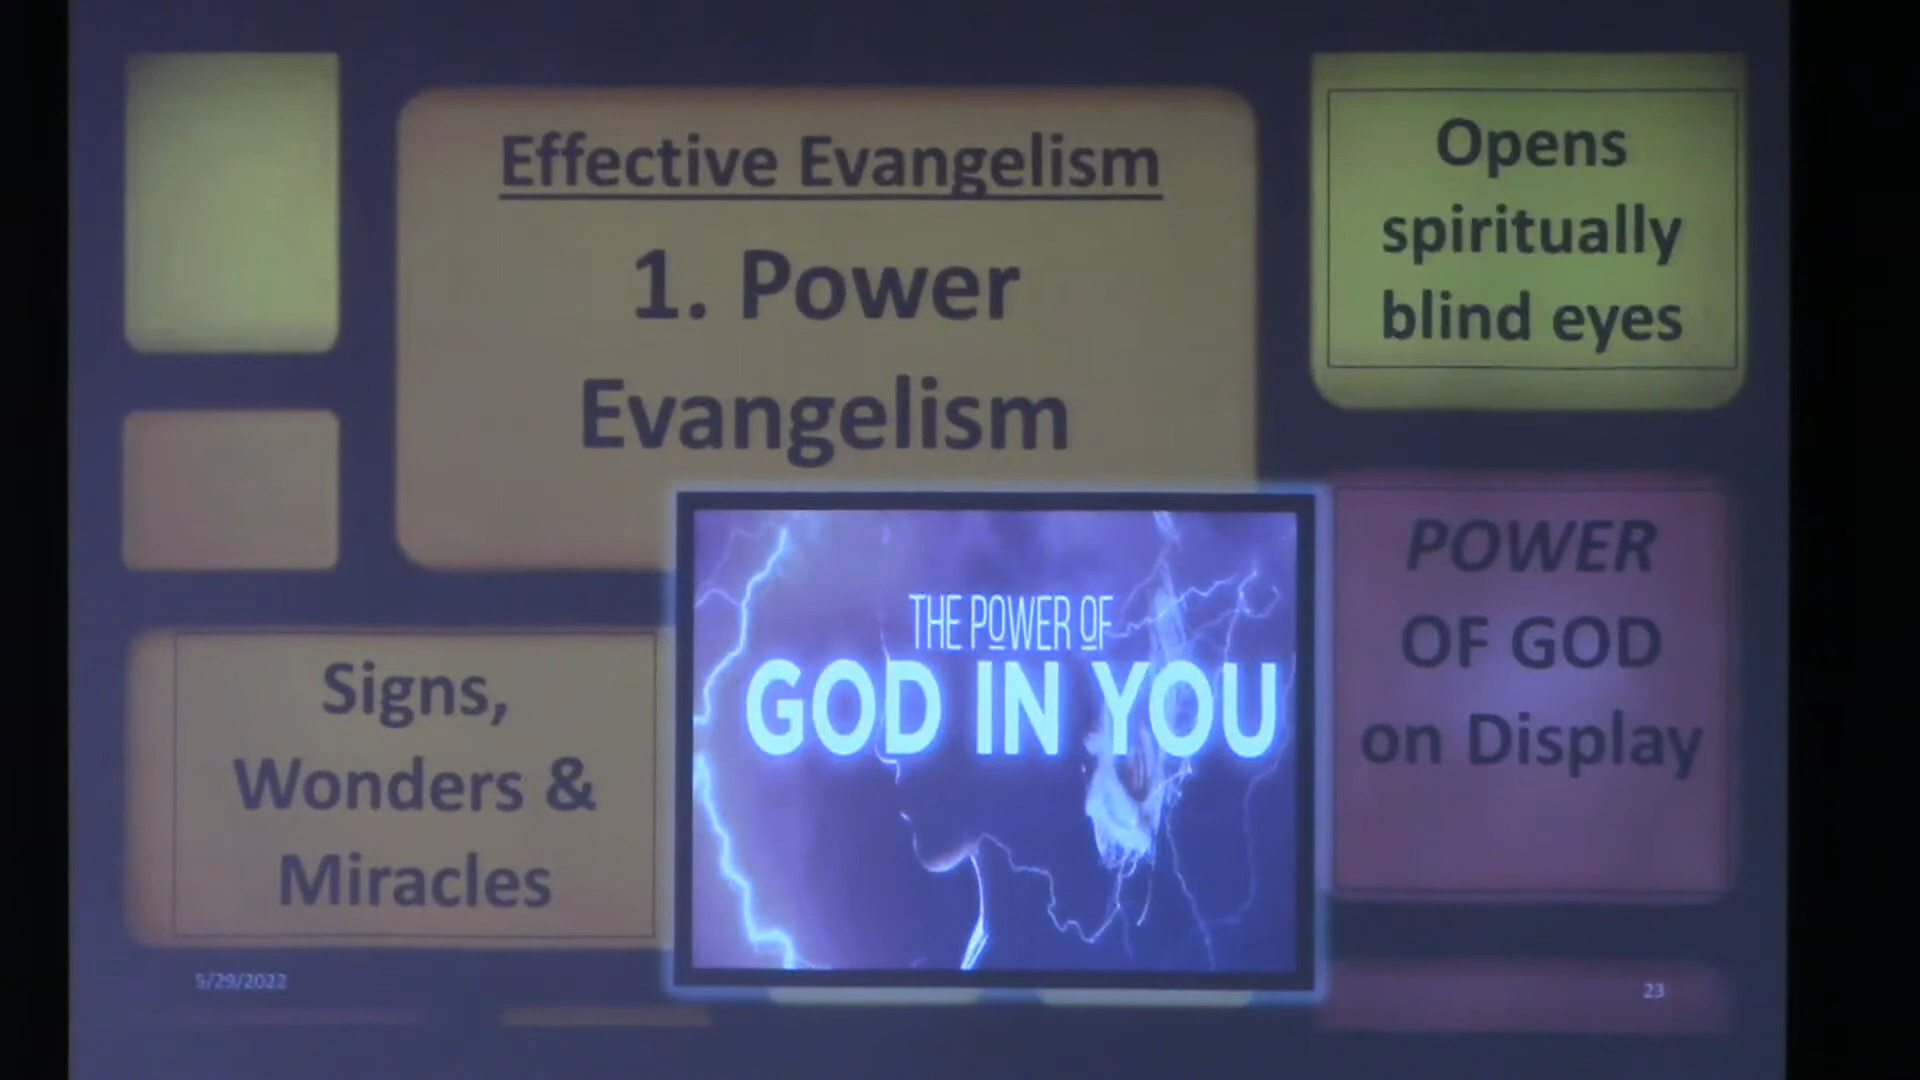 Effective Evangelism
1. Power
Evangelism
Opens
spiritually
blind eyes
Signs,
Wonders &
Miracles
THE POWER OF
GOD IN YOU
POWER
OF GOD
on Display
5/29/2022
23